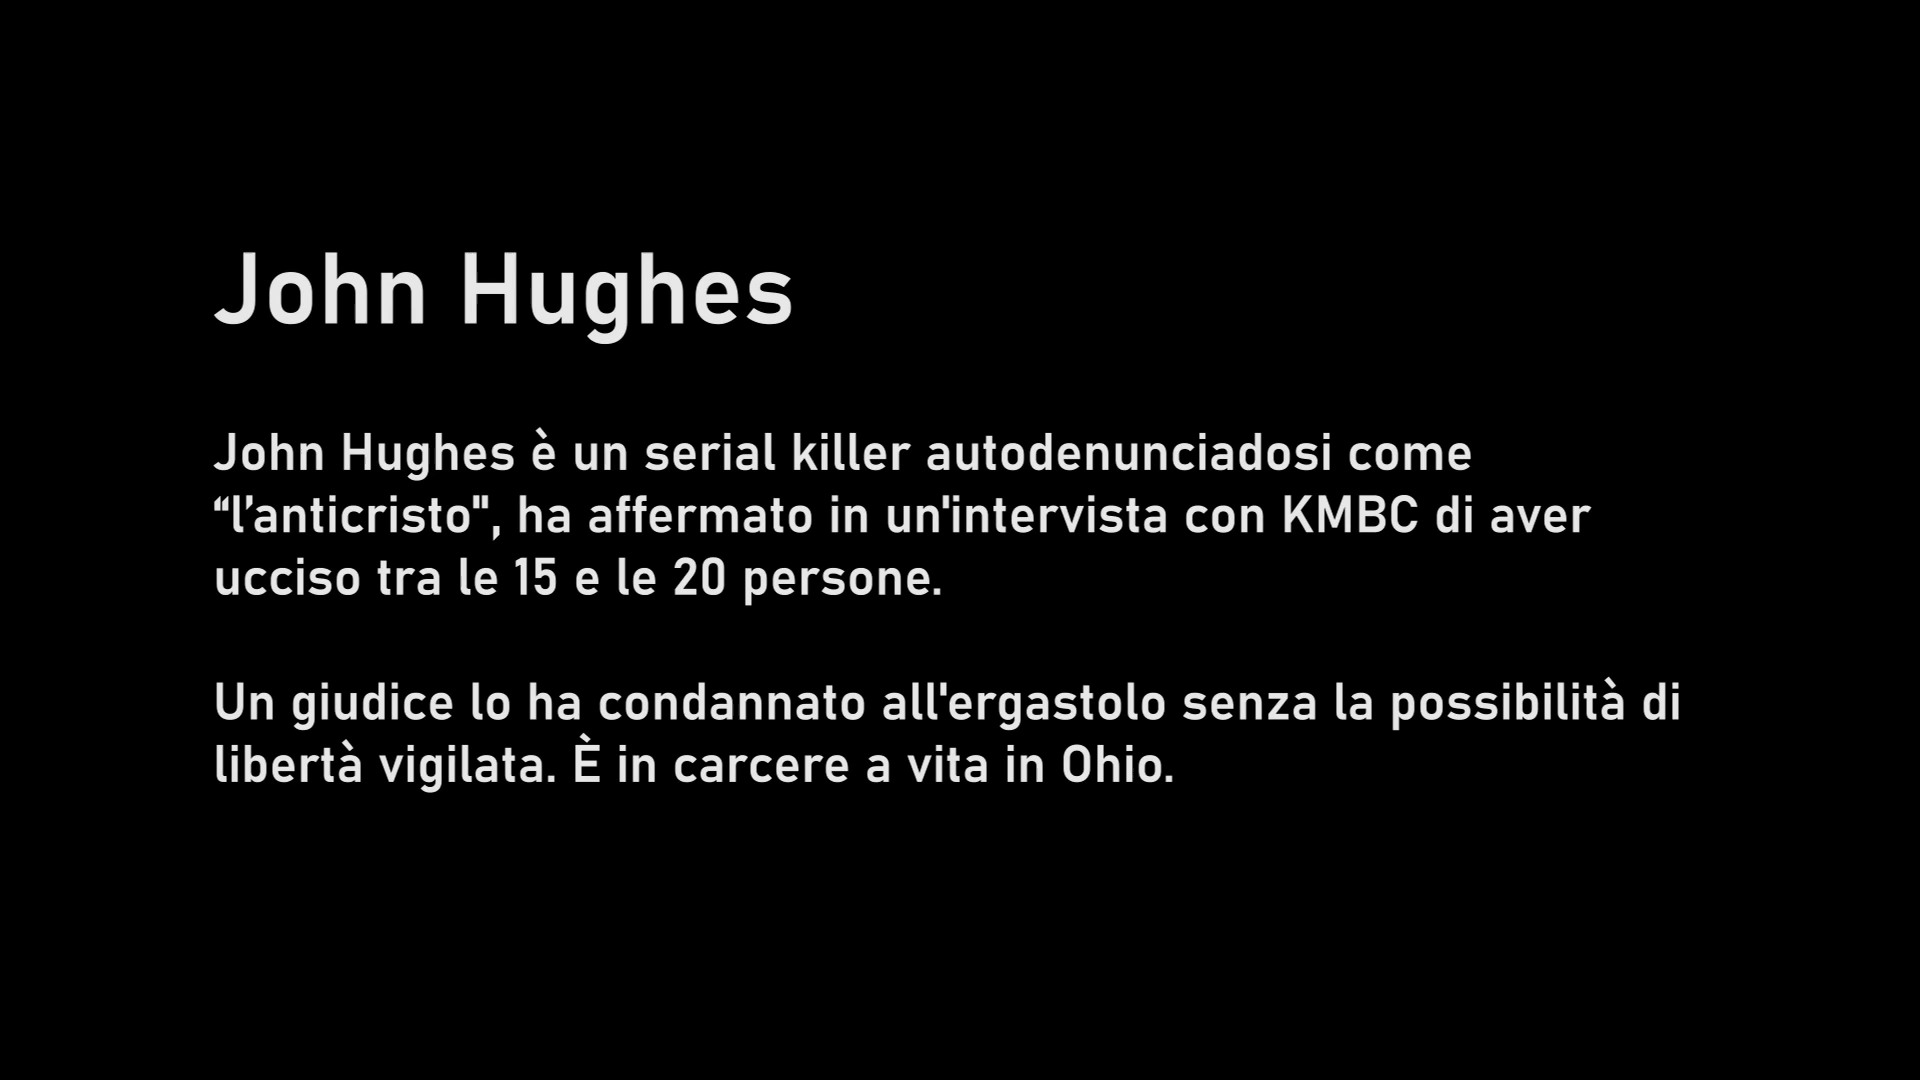 John Hughes
John Hughes è un serial killer autodenunciadosi come
“l’anticristo", ha affermato in un'intervista con KMBC di aver
ucciso tra le 15 e le 20 persone.
Un giudice lo ha condannato all'ergastolo senza la possibilità di
libertà vigilata. È in carcere a vita in Ohio.